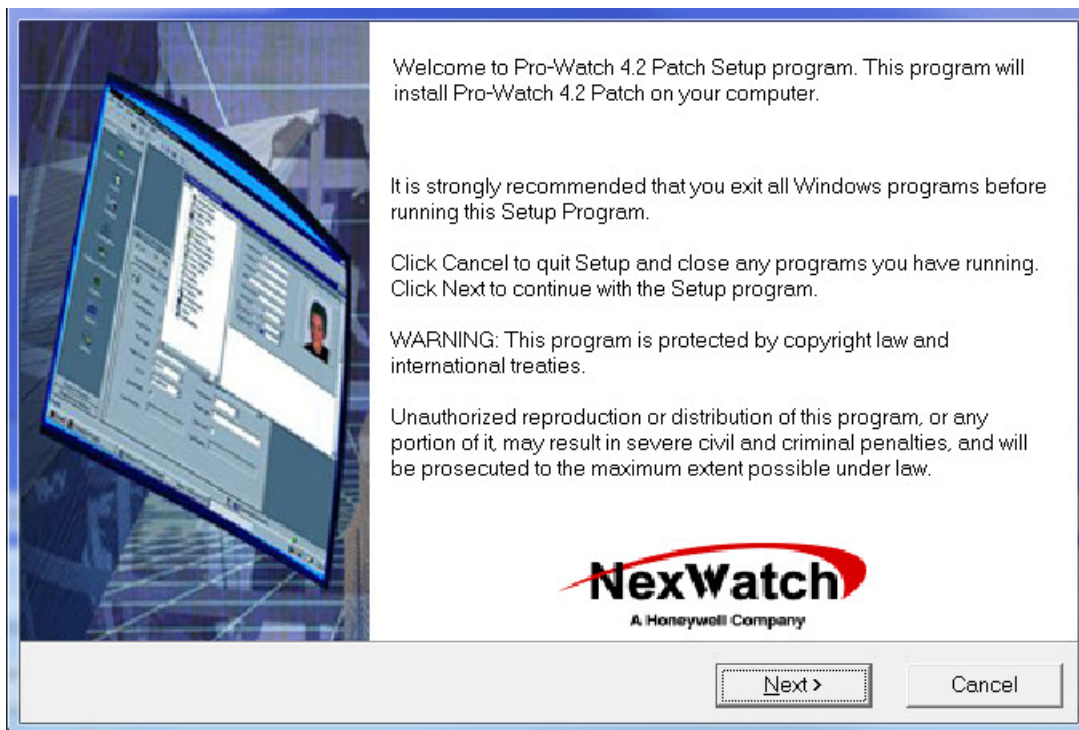 Welcome to Pro-Watch 4.2 Patch Setup program. This program will
install Pro-Watch 4.2 Patch on your computer.
It is strongly recommended that you exit all Windows programs before
running this Setup Program.
Click Cancel to quit Setup and close any programs you have running.
Click Next to continue with the Setup program.
WARNING: This program is protected by copyright law and
international treaties.
Unauthorized reproduction or distribution of this program, or any
portion of it, may result in severe civil and criminal penalties, and will
be prosecuted to the maximum extent possible under law.
NexWatch
A Honeywell Company
Next >
Cancel